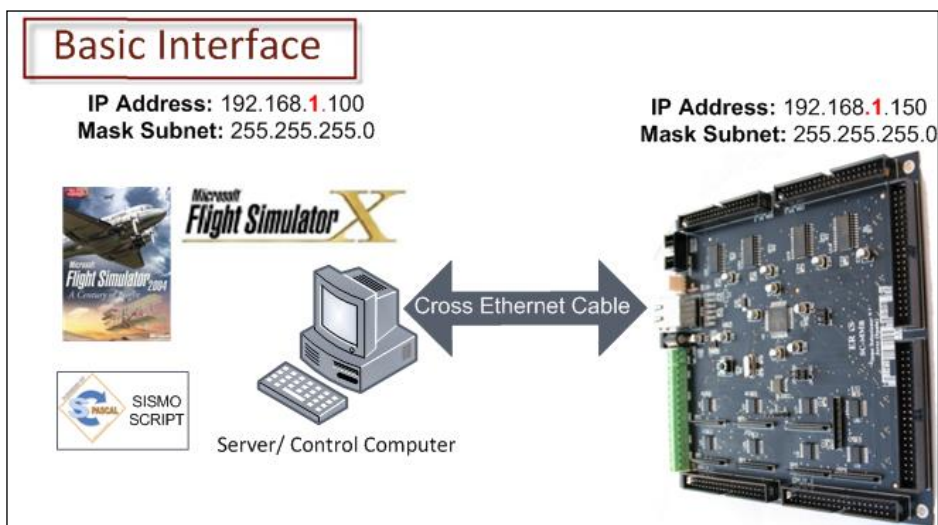 Basic Interface
IP Address: 192.168.1.100
Mask Subnet: 255.255.255.0
IP Address: 192.168.1.150
Mask Subnet: 255.255.255.0
Microsoft
Flight Simulator X
Microsoft
Flight Simulator 2004
A Century of Flight
Cross Ethernet Cable
PASCAL
SISMO
SCRIPT
Server/ Control Computer
SC-MB